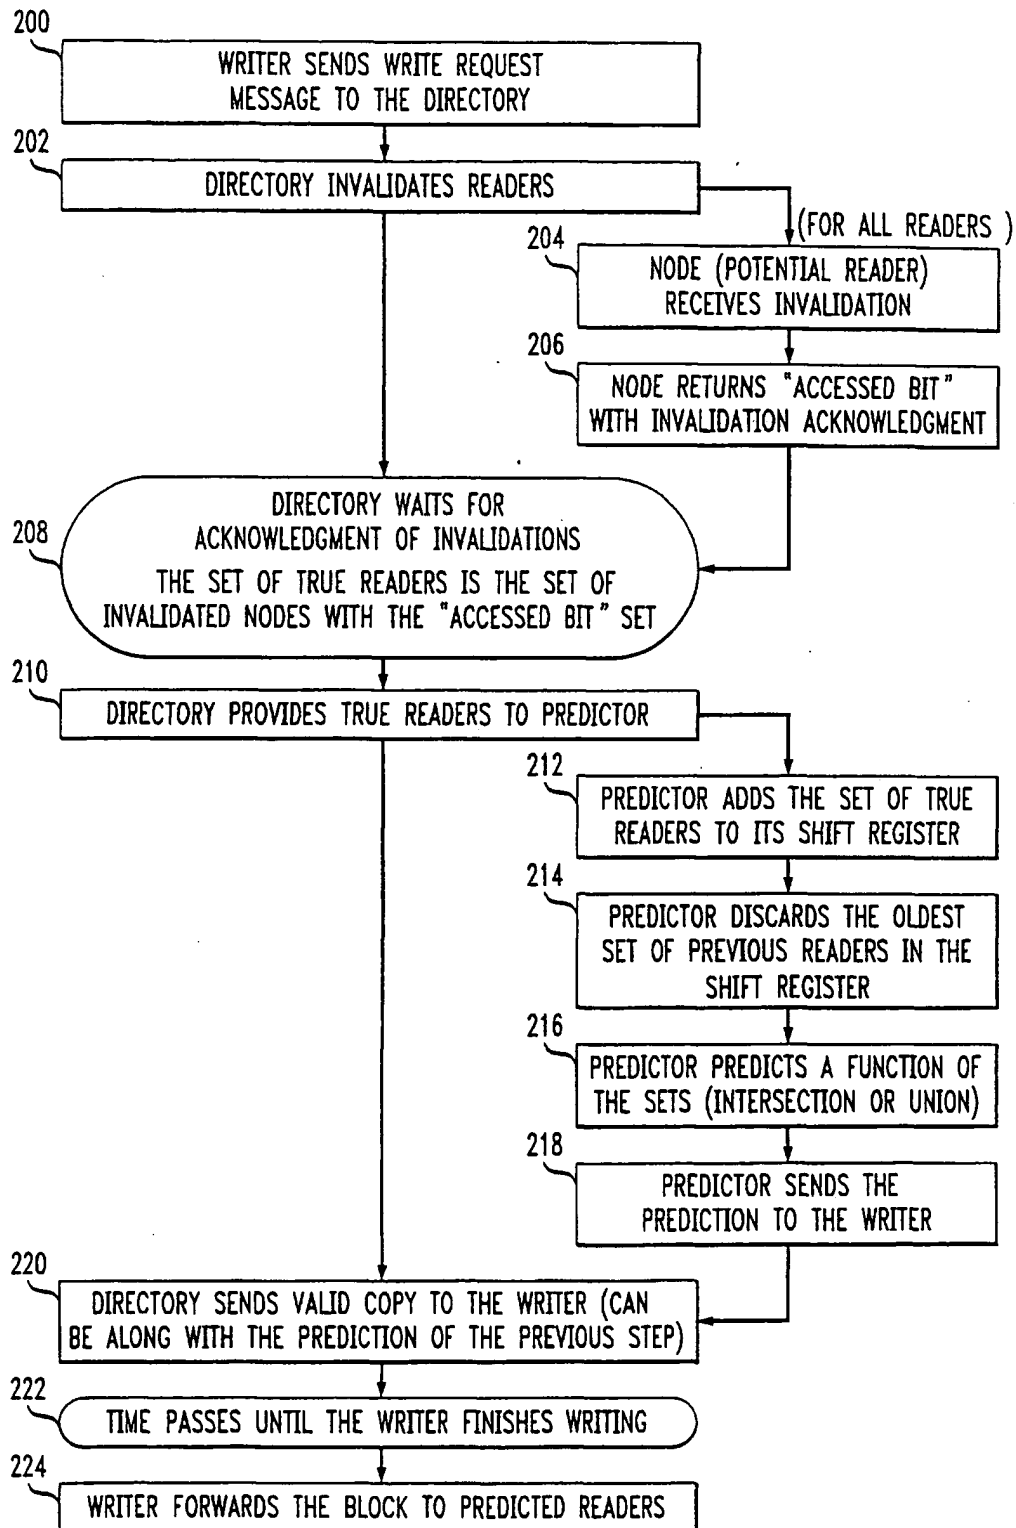 200
WRITER SENDS WRITE REQUEST
MESSAGE TO THE DIRECTORY
202
DIRECTORY INVALIDATES READERS
(FOR ALL READERS )
204
NODE (POTENTIAL READER)
RECEIVES INVALIDATION
206
NODE RETURNS "ACCESSED BIT"
WITH INVALIDATION ACKNOWLEDGMENT
208
DIRECTORY WAITS FOR
ACKNOWLEDGMENT OF INVALIDATIONS
THE SET OF TRUE READERS IS THE SET OF
INVALIDATED NODES WITH THE "ACCESSED BIT" SET
210
DIRECTORY PROVIDES TRUE READERS TO PREDICTOR
212
PREDICTOR ADDS THE SET OF TRUE
READERS TO ITS SHIFT REGISTER
214
PREDICTOR DISCARDS THE OLDEST
SET OF PREVIOUS READERS IN THE
SHIFT REGISTER
216
PREDICTOR PREDICTS A FUNCTION OF
THE SETS (INTERSECTION OR UNION)
218
PREDICTOR SENDS THE
PREDICTION TO THE WRITER
220
DIRECTORY SENDS VALID COPY TO THE WRITER (CAN
BE ALONG WITH THE PREDICTION OF THE PREVIOUS STEP)
222
TIME PASSES UNTIL THE WRITER FINISHES WRITING
224
WRITER FORWARDS THE BLOCK TO PREDICTED READERS